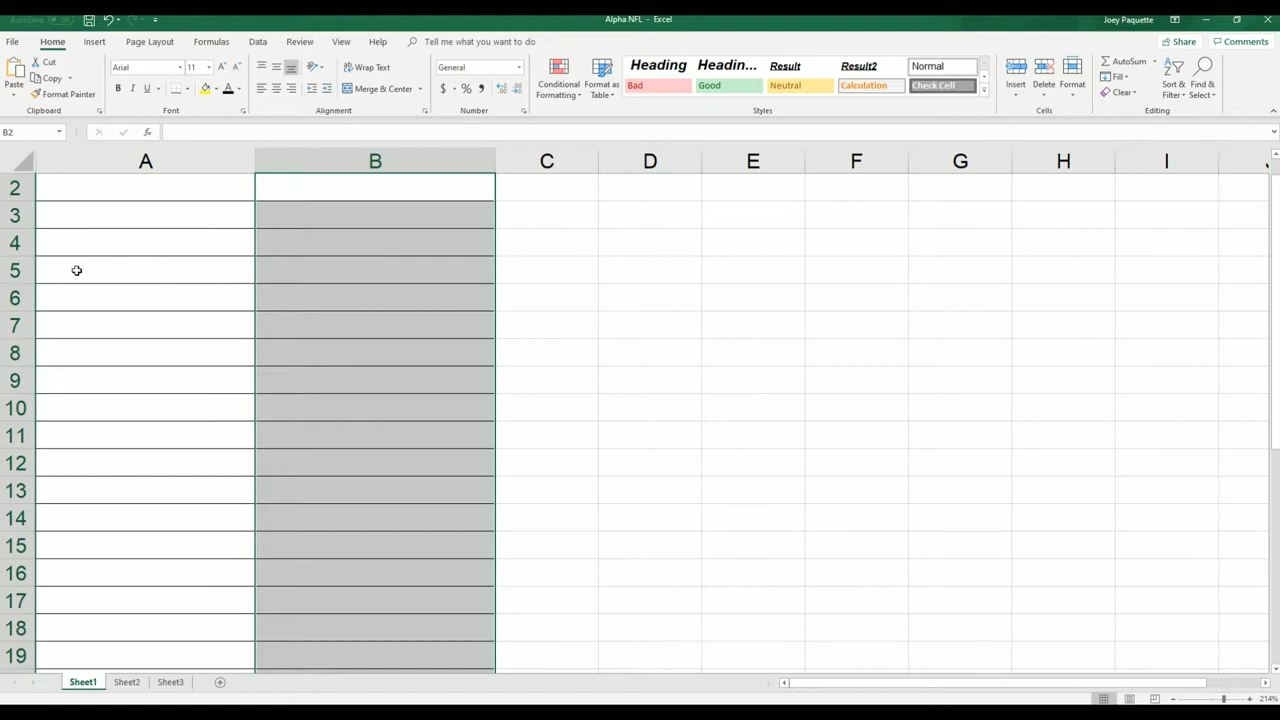 AutoSave Off
Alpha NFL - Excel
Joey Paquette
File Home Insert Page Layout Formulas Data Review View Help Tell me what you want to do
Share Comments
Paste
Cut
Copy
Format Painter
Clipboard
Arial 11
B I U
Font
Wrap Text
Merge & Center
Alignment
General
$ % ,
Number
Conditional Formatting
Format as Table
Heading Headin... Result Result2 Normal
Bad Good Neutral Calculation Check Cell
Styles
Insert Delete Format
Cells
AutoSum
Fill
Clear
Sort & Filter
Find & Select
Editing
B2
fx
A B C D E F G H I
2
3
4
5
6
7
8
9
10
11
12
13
14
15
16
17
18
19
Sheet1 Sheet2 Sheet3
214%